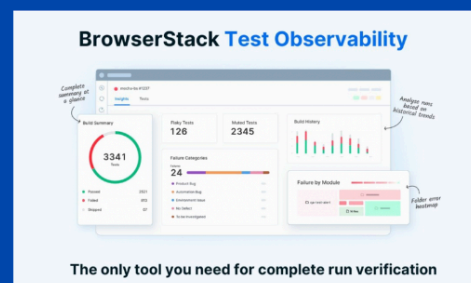 BrowserStack Test Observability
Complete
summary at
a glance
Insights
Tests
Build Summary
3341
Passed
Failed
Skipped
Flaky Tests
126
Muted Tests
2345
Failure Categories
24
Product Bug
Automation Bug
Environment Issue
No Defect
To be Investigated
Build History
Analyze runs
based on
historical trends
Failure by Module
Folder error
heatmap
The only tool you need for complete run verification